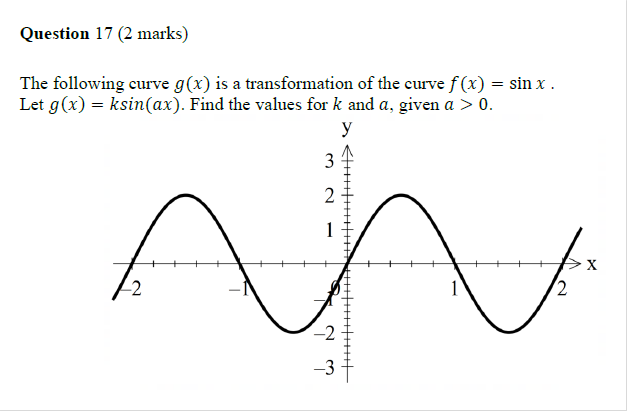 Question 17 (2 marks)
The following curve g(x) is a transformation of the curve f(x) = sin x .
Let g(x) = ksin(ax). Find the values for k and a, given a > 0.
y
3
2
1
x
−2
−1
0
1
2
−1
−2
−3